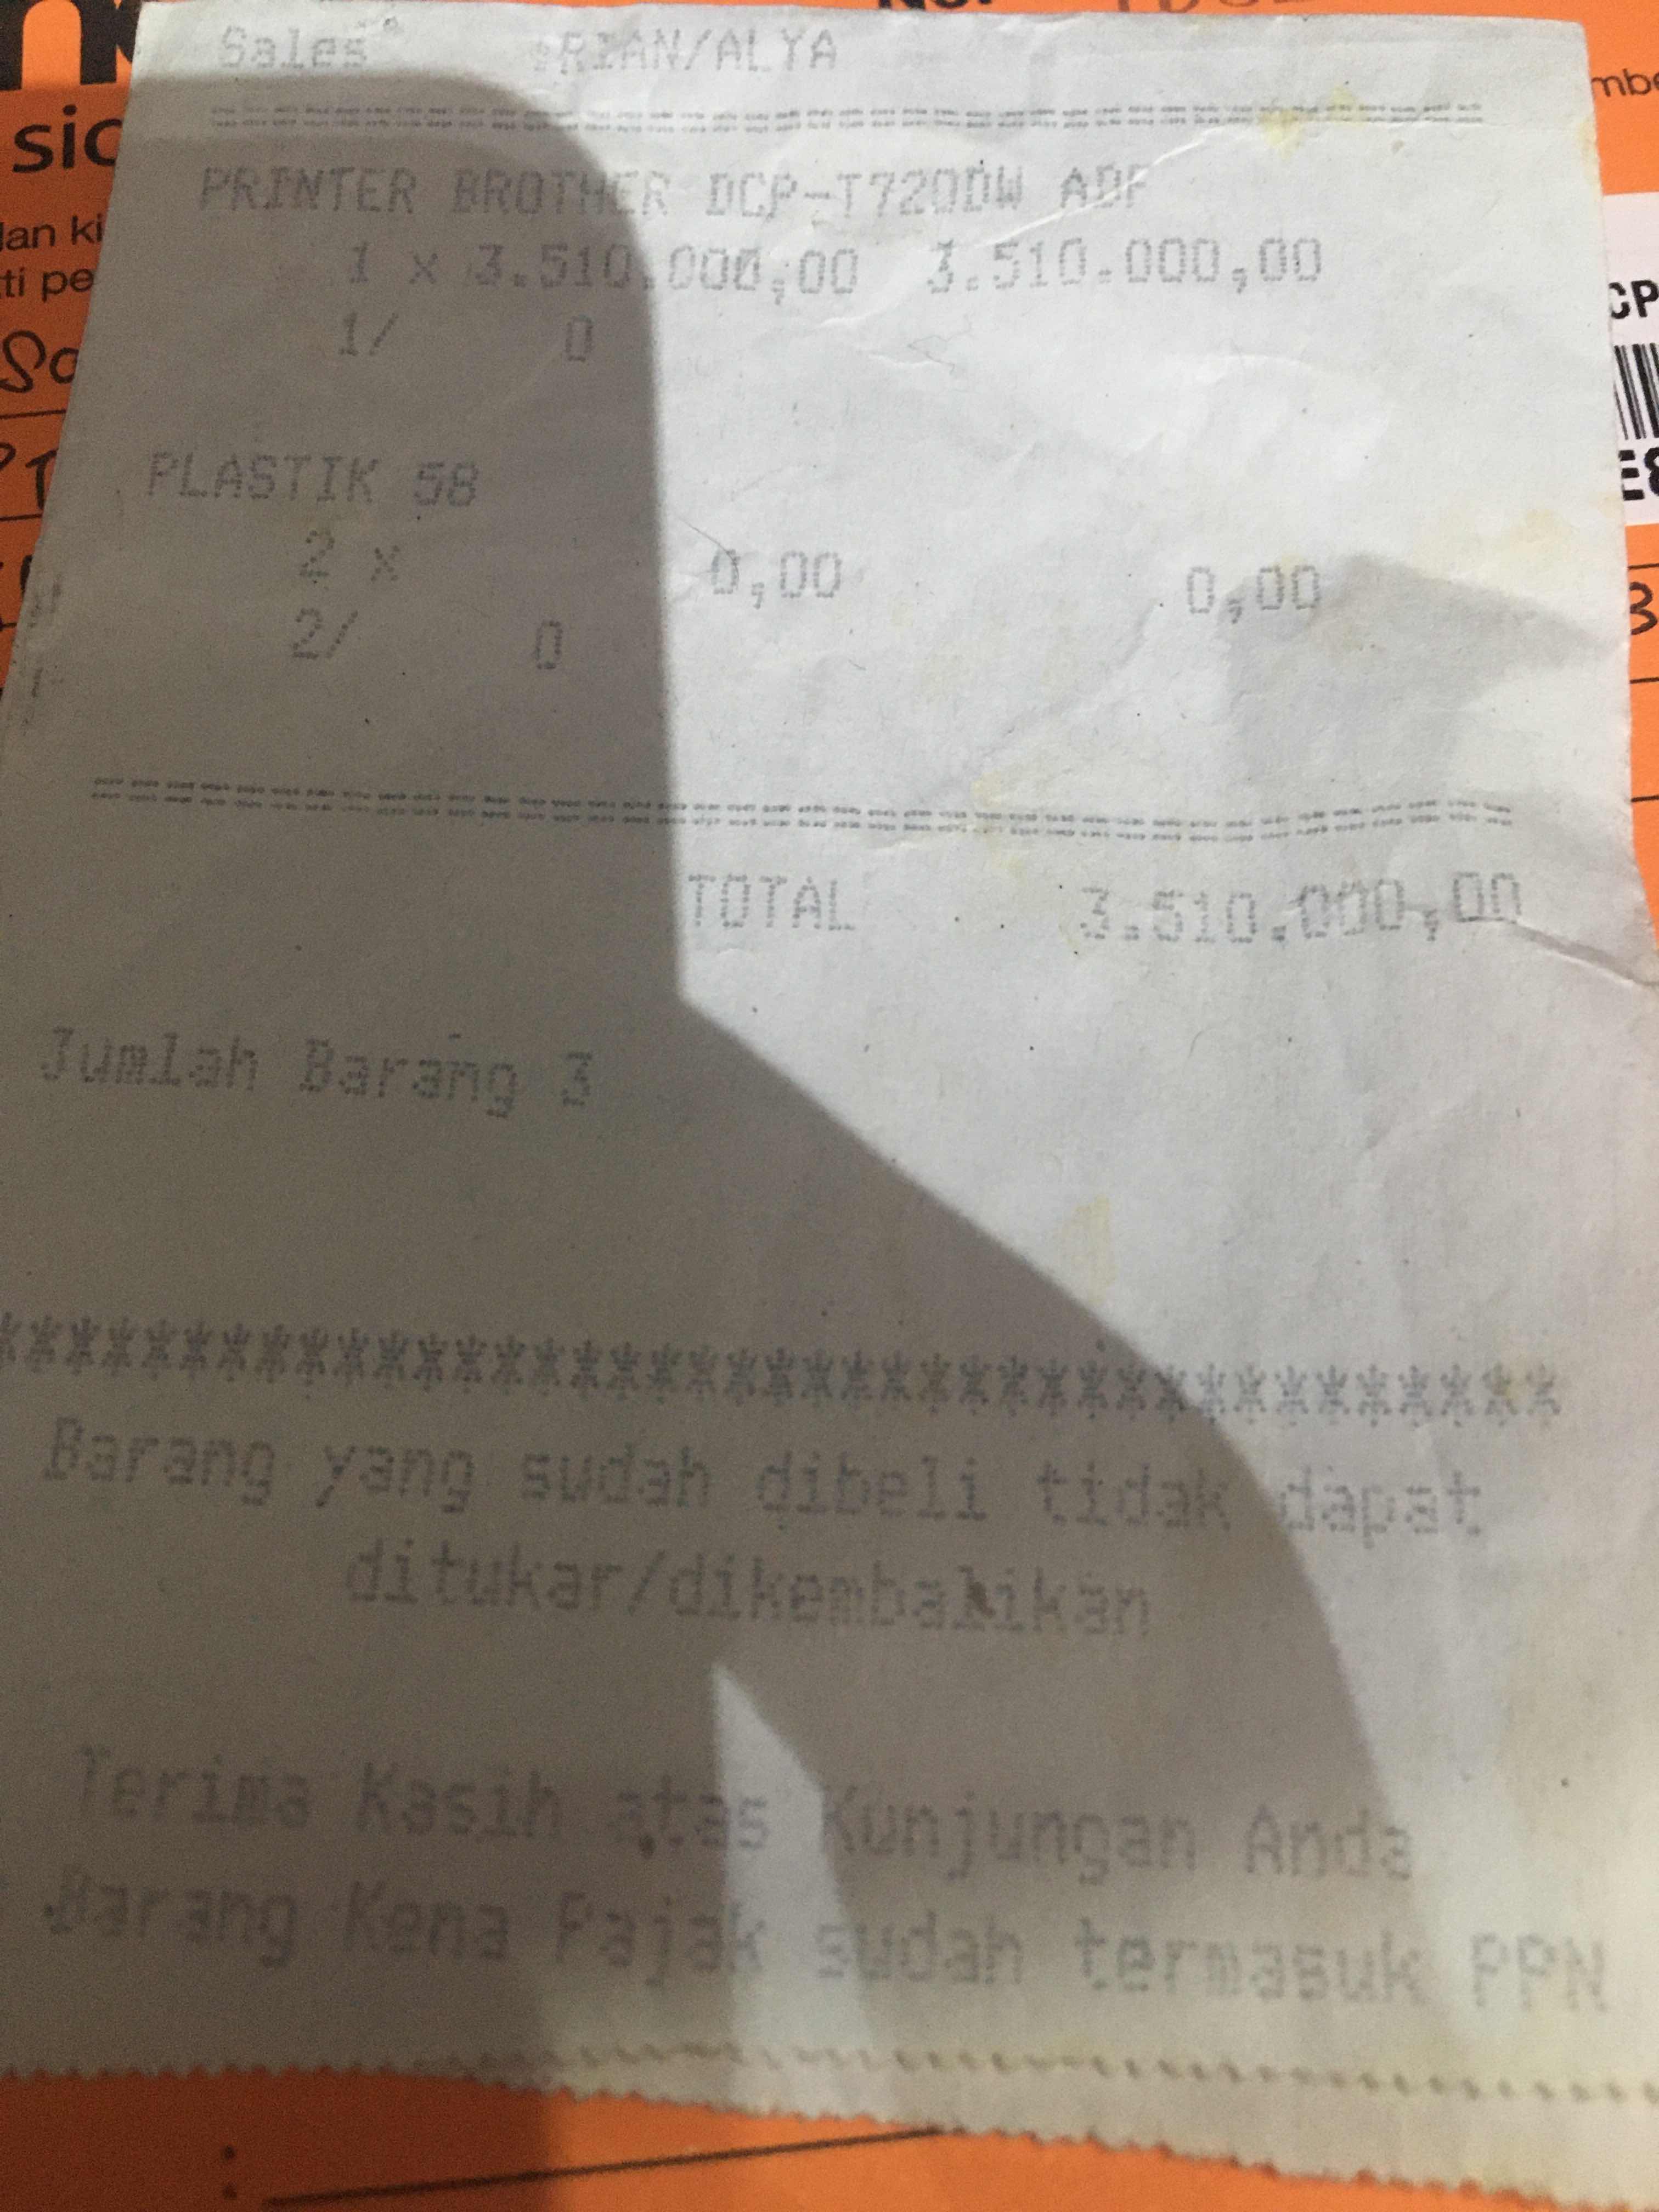 Sales :RIAN/ALYA
PRINTER BROTHER DCP-T720DW ADF
1 x 3.510.000,00 3.510.000,00
1/ 0
PLASTIK 58
2 x 0,00 0,00
2/ 0
TOTAL 3.510.000,00
Jumlah Barang 3
****************************************
Barang yang sudah dibeli tidak dapat
ditukar/dikembalikan
Terima Kasih atas Kunjungan Anda
Barang Kena Pajak sudah termasuk PPN